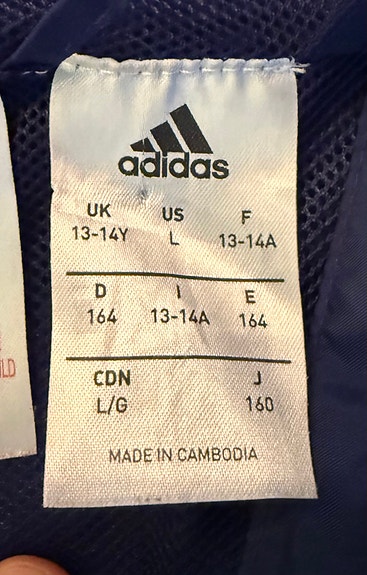 adidas
UK US F
13-14Y L 13-14A
D I E
164 13-14A 164
CDN J
L/G 160
MADE IN CAMBODIA